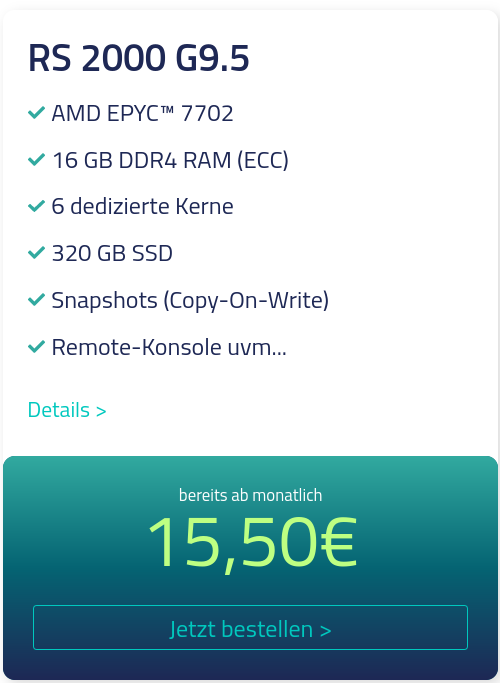 RS 2000 G9.5
AMD EPYC™ 7702
16 GB DDR4 RAM (ECC)
6 dedizierte Kerne
320 GB SSD
Snapshots (Copy-On-Write)
Remote-Konsole uvm...
Details >
bereits ab monatlich
15,50€
Jetzt bestellen >